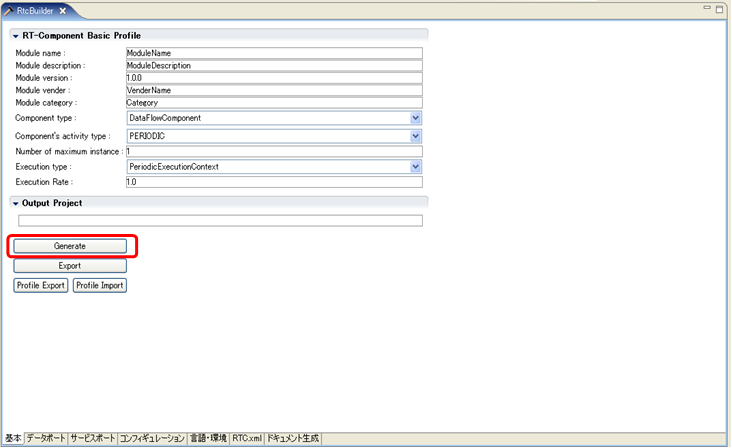 RtcBuilder
RT-Component Basic Profile
Module name : ModuleName
Module description : ModuleDescription
Module version : 1.0.0
Module vender : VenderName
Module category : Category
Component type : DataFlowComponent
Component's activity type : PERIODIC
Number of maximum instance : 1
Execution type : PeriodicExecutionContext
Execution Rate : 1.0
Output Project
Generate
Export
Profile Export Profile Import
基本 データポート サービスポート コンフィギュレーション 言語・環境 RTC.xml ドキュメント生成